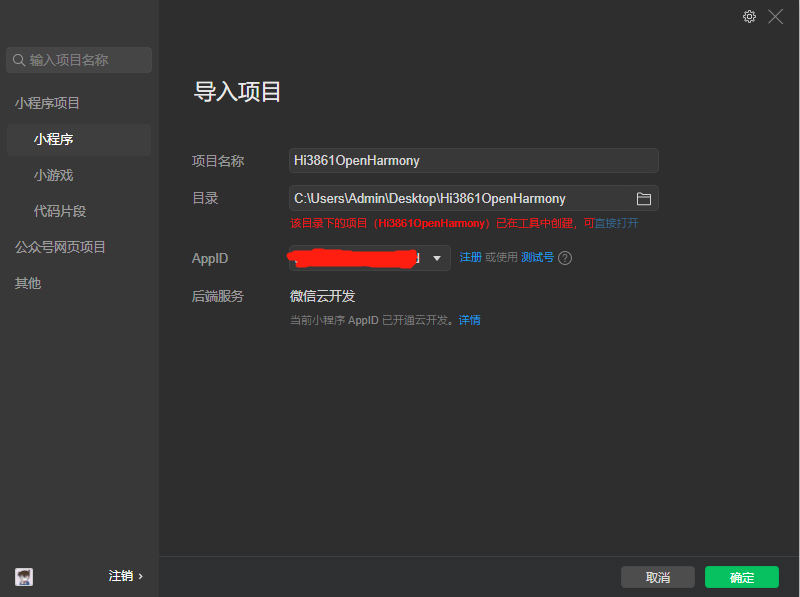 输入项目名称
小程序项目
小程序
小游戏
代码片段
公众号网页项目
其他
注销 ›
导入项目
项目名称 Hi3861OpenHarmony
目录 C:\Users\Admin\Desktop\Hi3861OpenHarmony
该目录下的项目（Hi3861OpenHarmony）已在工具中创建，可直接打开
AppID 注册 或使用 测试号 ?
后端服务 微信云开发
当前小程序 AppID 已开通云开发。详情
取消 确定